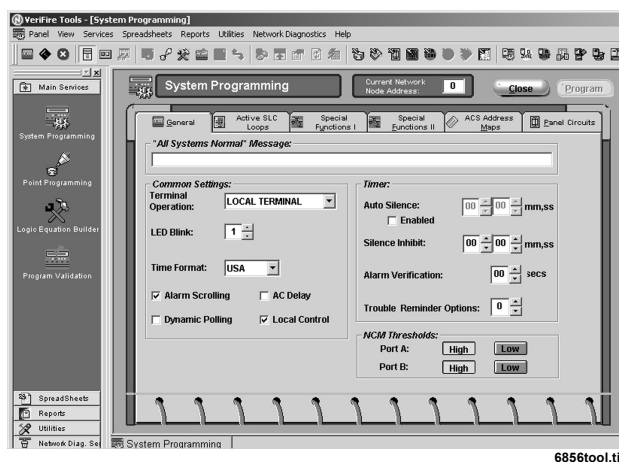 VeriFire Tools - [System Programming]
Panel View Services Spreadsheets Reports Utilities Network Diagnostics Help
Main Services
System Programming
Point Programming
Logic Equation Builder
Program Validation
SpreadSheets
Reports
Utilities
Network Diag. Se
System Programming
Current Network
Node Address: 0
Close
Program
General
Active SLC
Loops
Special
Functions I
Special
Functions II
ACS Address
Maps
Panel Circuits
"All Systems Normal" Message:
Common Settings:
Terminal
Operation: LOCAL TERMINAL
LED Blink: 1
Time Format: USA
Alarm Scrolling AC Delay
Dynamic Polling Local Control
Timer:
Auto Silence: 00 00 mm,ss
Enabled
Silence Inhibit: 00 00 mm,ss
Alarm Verification: 00 secs
Trouble Reminder Options: 0
NCM Thresholds:
Port A: High Low
Port B: High Low
System Programming
6856tool.ti